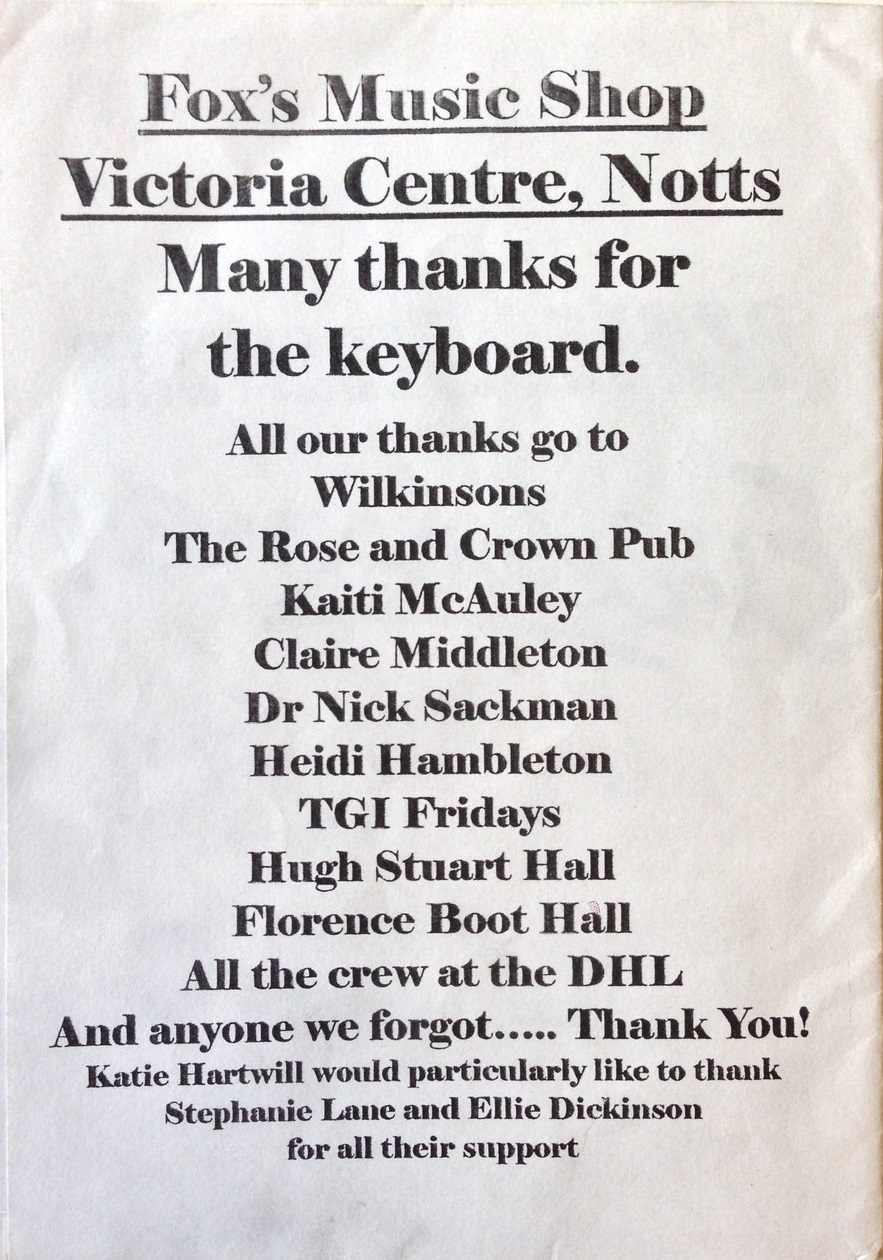 Fox's Music Shop
Victoria Centre, Notts
Many thanks for
the keyboard.
All our thanks go to
Wilkinsons
The Rose and Crown Pub
Kaiti McAuley
Claire Middleton
Dr Nick Sackman
Heidi Hambleton
TGI Fridays
Hugh Stuart Hall
Florence Boot Hall
All the crew at the DHL
And anyone we forgot..... Thank You!
Katie Hartwill would particularly like to thank
Stephanie Lane and Ellie Dickinson
for all their support